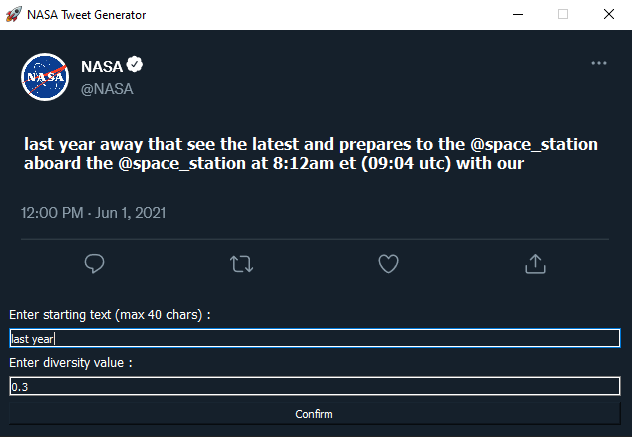 NASA Tweet Generator
NASA
NASA
@NASA
last year away that see the latest and prepares to the @space_station
aboard the @space_station at 8:12am et (09:04 utc) with our
12:00 PM · Jun 1, 2021
Enter starting text (max 40 chars) :
last year
Enter diversity value :
0.3
Confirm